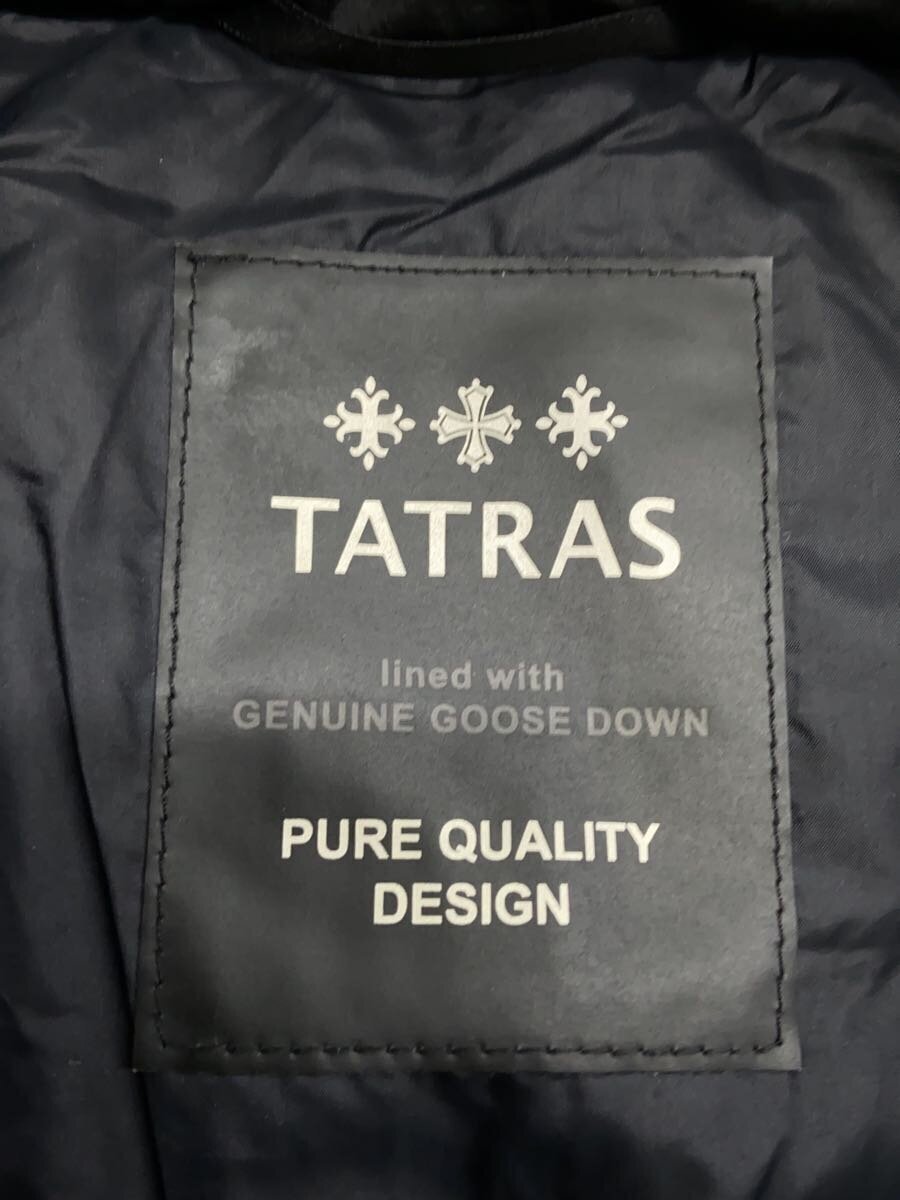 TATRAS
lined with
GENUINE GOOSE DOWN
PURE QUALITY
DESIGN